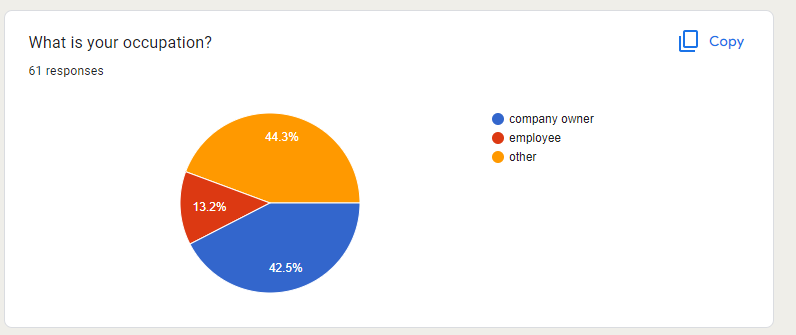 What is your occupation?
Copy
61 responses
company owner
employee
other
44.3%
13.2%
42.5%